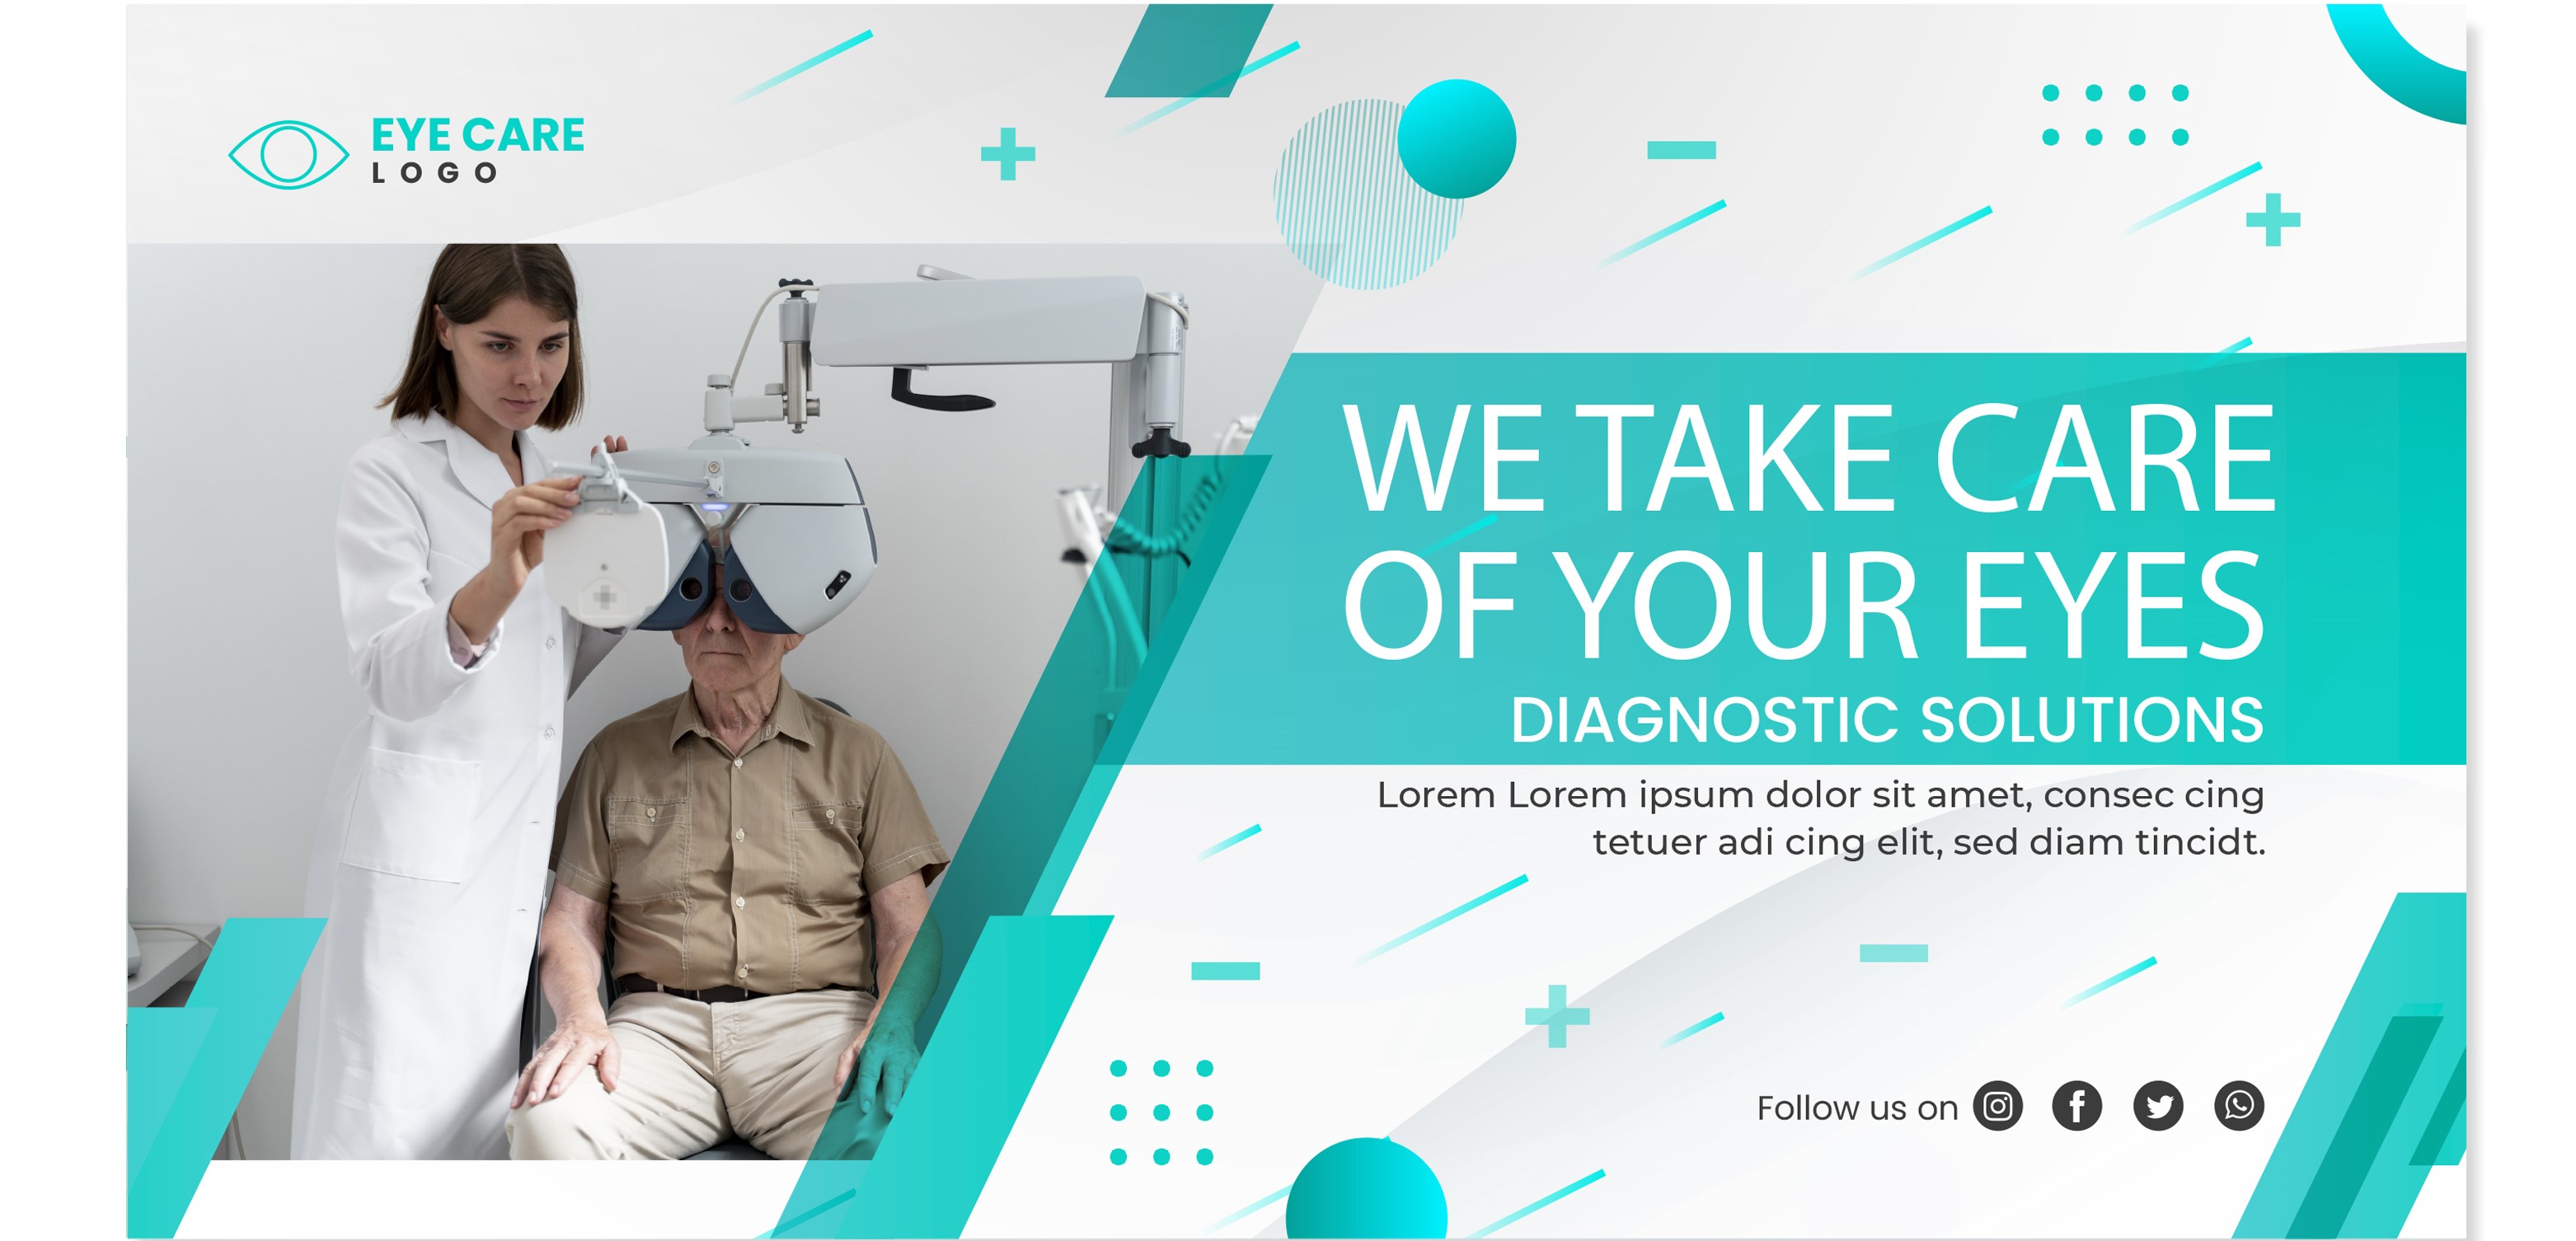 EYE CARE
LOGO
WE TAKE CARE
OF YOUR EYES
DIAGNOSTIC SOLUTIONS
Lorem Lorem ipsum dolor sit amet, consec cing
tetuer adi cing elit, sed diam tincidt.
Follow us on